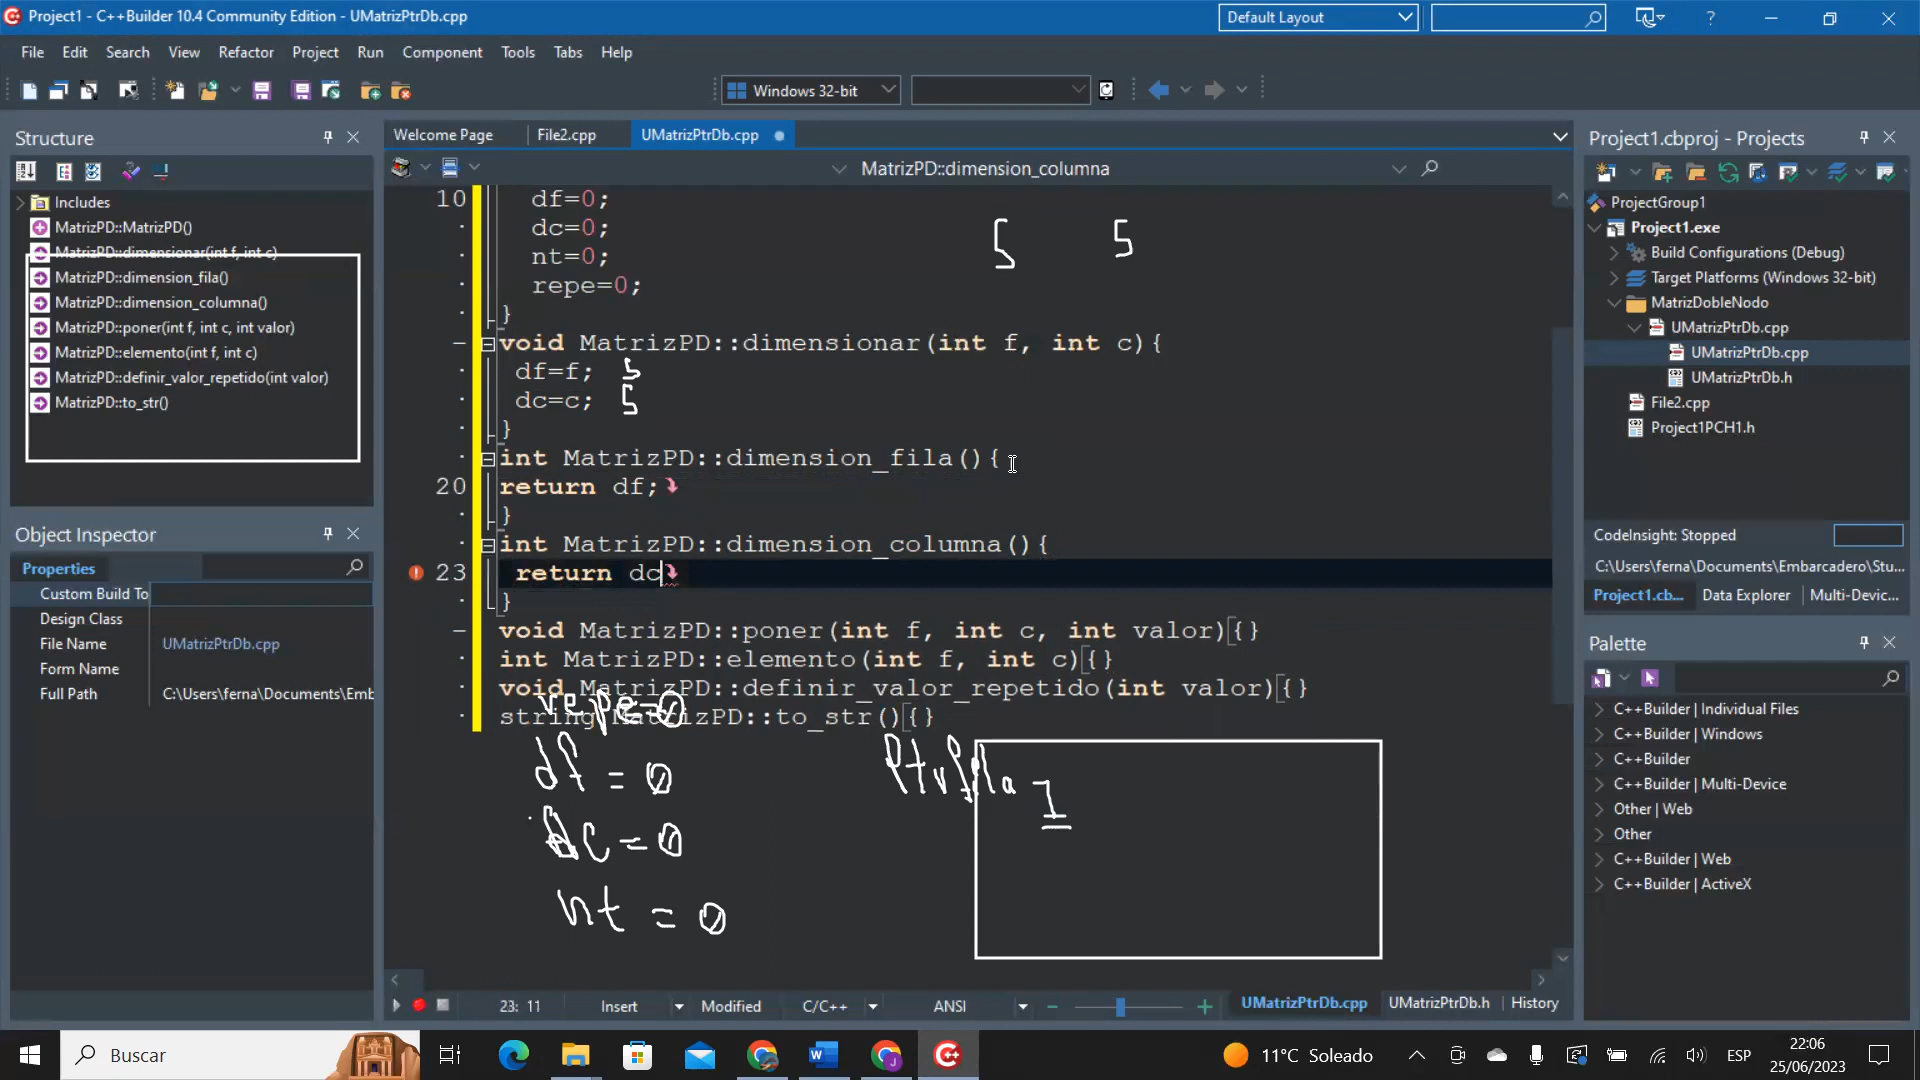 Project1 - C++Builder 10.4 Community Edition - UMatrizPtrDb.cpp
Default Layout
?
File Edit Search View Refactor Project Run Component Tools Tabs Help
Windows 32-bit
Structure
Includes
MatrizPD::MatrizPD()
MatrizPD::dimensionar(int f, int c)
MatrizPD::dimension_fila()
MatrizPD::dimension_columna()
MatrizPD::poner(int f, int c, int valor)
MatrizPD::elemento(int f, int c)
MatrizPD::definir_valor_repetido(int valor)
MatrizPD::to_str()
Object Inspector
Properties
Custom Build To
Design Class
File Name UMatrizPtrDb.cpp
Form Name
Full Path C:\Users\ferna\Documents\Emb
Welcome Page File2.cpp UMatrizPtrDb.cpp
MatrizPD::dimension_columna
10 df=0;
dc=0;
nt=0;
repe=0;
}
5 5
void MatrizPD::dimensionar(int f, int c){
df=f; 5
dc=c; 5
}
int MatrizPD::dimension_fila(){
20 return df;
}
int MatrizPD::dimension_columna(){
23 return dc
}
void MatrizPD::poner(int f, int c, int valor){}
int MatrizPD::elemento(int f, int c){}
void MatrizPD::definir_valor_repetido(int valor){}
string MatrizPD::to_str(){}
repe=0
df = 0
dc = 0
nt = 0
Ptrfila 1
23: 11 Insert Modified C/C++ ANSI
UMatrizPtrDb.cpp UMatrizPtrDb.h History
Project1.cbproj - Projects
ProjectGroup1
Project1.exe
Build Configurations (Debug)
Target Platforms (Windows 32-bit)
MatrizDobleNodo
UMatrizPtrDb.cpp
UMatrizPtrDb.cpp
UMatrizPtrDb.h
File2.cpp
Project1PCH1.h
CodeInsight: Stopped
C:\Users\ferna\Documents\Embarcadero\Stu...
Project1.cb... Data Explorer Multi-Devic...
Palette
C++Builder | Individual Files
C++Builder | Windows
C++Builder
C++Builder | Multi-Device
Other | Web
Other
C++Builder | Web
C++Builder | ActiveX
Buscar
11°C Soleado
ESP
22:06
25/06/2023